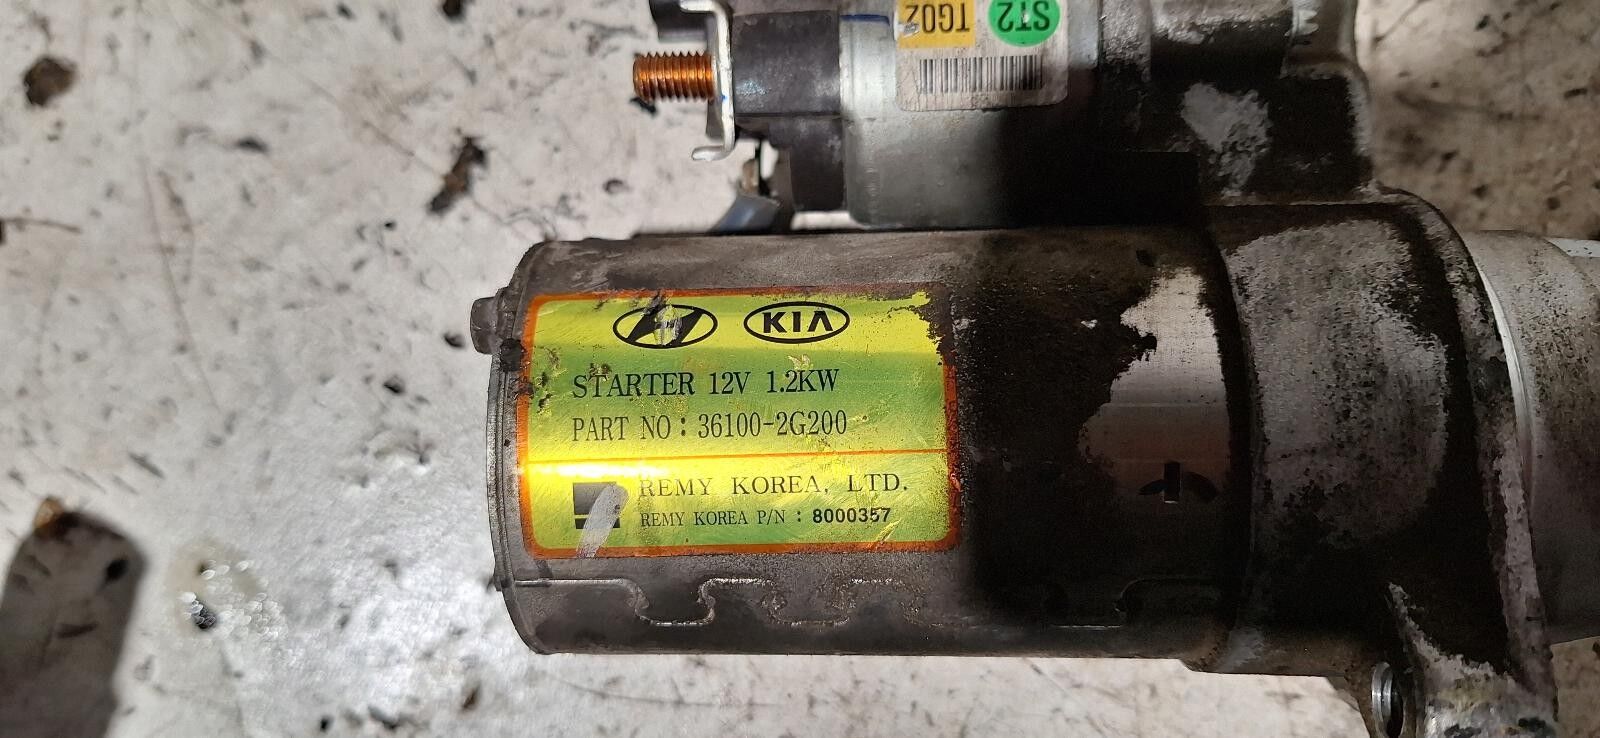 TG02 ST2
KIA
STARTER 12V 1.2KW
PART NO : 36100-2G200
REMY KOREA, LTD.
REMY KOREA P/N : 8000357